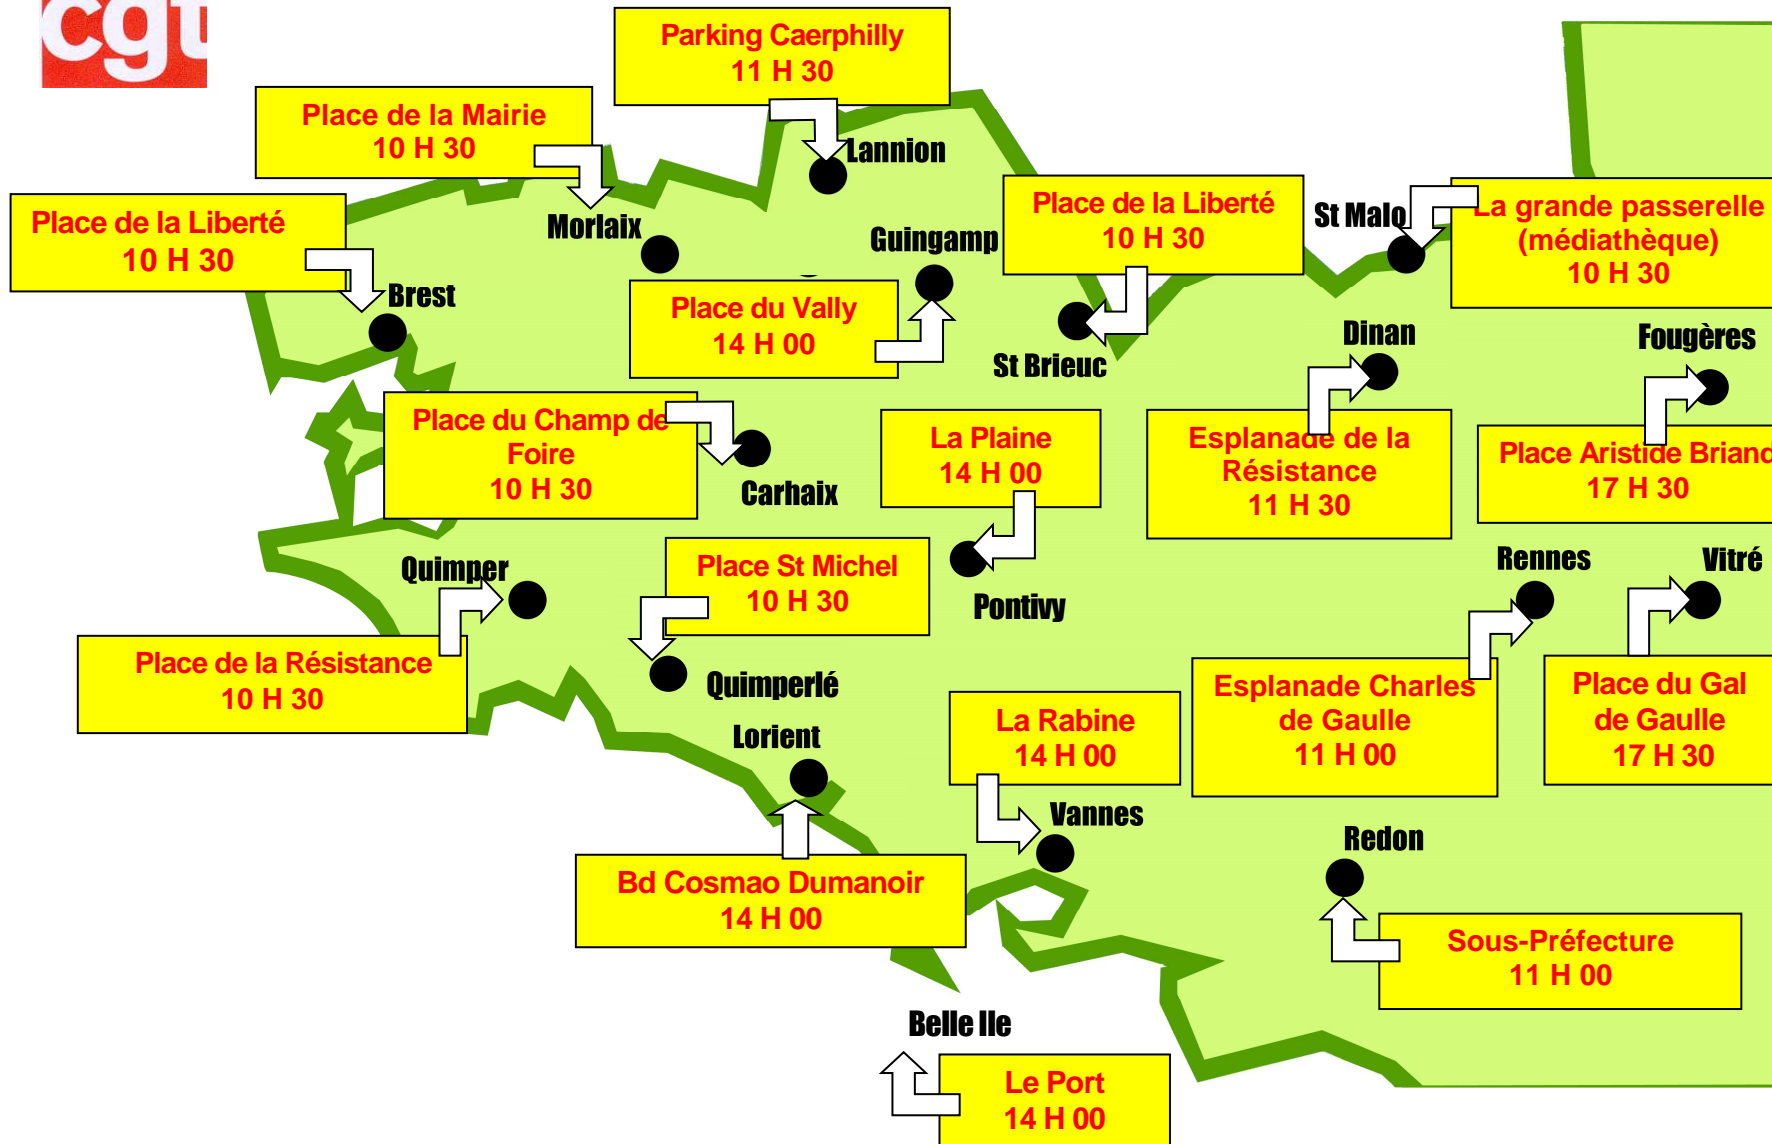 cgt
Parking Caerphilly
11 H 30
Place de la Mairie
10 H 30
Lannion
Place de la Liberté
10 H 30
Morlaix
Brest
Guingamp
Place du Vally
14 H 00
Place de la Liberté
10 H 30
St Brieuc
St Malo
La grande passerelle
(médiathèque)
10 H 30
Dinan
Fougères
Place du Champ de
Foire
10 H 30
Carhaix
La Plaine
14 H 00
Esplanade de la
Résistance
11 H 30
Place Aristide Briand
17 H 30
Quimper
Place St Michel
10 H 30
Pontivy
Rennes
Vitré
Place de la Résistance
10 H 30
Quimperlé
Lorient
La Rabine
14 H 00
Esplanade Charles
de Gaulle
11 H 00
Place du Gal
de Gaulle
17 H 30
Vannes
Redon
Bd Cosmao Dumanoir
14 H 00
Sous-Préfecture
11 H 00
Belle Ile
Le Port
14 H 00